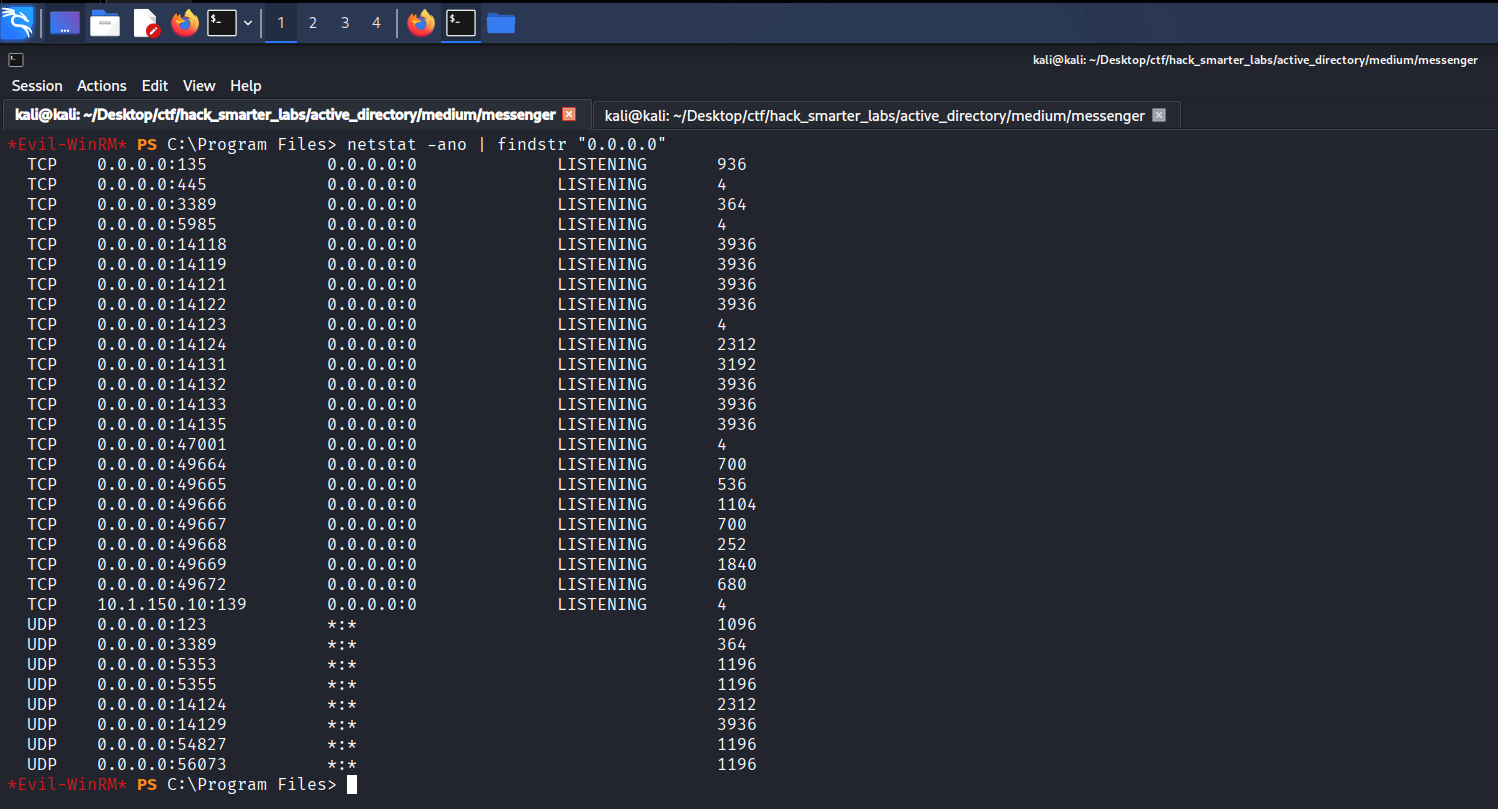 1 2 3 4
kali@kali: ~/Desktop/ctf/hack_smarter_labs/active_directory/medium/messenger
Session Actions Edit View Help
kali@kali: ~/Desktop/ctf/hack_smarter_labs/active_directory/medium/messenger kali@kali: ~/Desktop/ctf/hack_smarter_labs/active_directory/medium/messenger
*Evil-WinRM* PS C:\Program Files> netstat -ano | findstr "0.0.0.0"
TCP 0.0.0.0:135 0.0.0.0:0 LISTENING 936
TCP 0.0.0.0:445 0.0.0.0:0 LISTENING 4
TCP 0.0.0.0:3389 0.0.0.0:0 LISTENING 364
TCP 0.0.0.0:5985 0.0.0.0:0 LISTENING 4
TCP 0.0.0.0:14118 0.0.0.0:0 LISTENING 3936
TCP 0.0.0.0:14119 0.0.0.0:0 LISTENING 3936
TCP 0.0.0.0:14121 0.0.0.0:0 LISTENING 3936
TCP 0.0.0.0:14122 0.0.0.0:0 LISTENING 3936
TCP 0.0.0.0:14123 0.0.0.0:0 LISTENING 4
TCP 0.0.0.0:14124 0.0.0.0:0 LISTENING 2312
TCP 0.0.0.0:14131 0.0.0.0:0 LISTENING 3192
TCP 0.0.0.0:14132 0.0.0.0:0 LISTENING 3936
TCP 0.0.0.0:14133 0.0.0.0:0 LISTENING 3936
TCP 0.0.0.0:14135 0.0.0.0:0 LISTENING 3936
TCP 0.0.0.0:47001 0.0.0.0:0 LISTENING 4
TCP 0.0.0.0:49664 0.0.0.0:0 LISTENING 700
TCP 0.0.0.0:49665 0.0.0.0:0 LISTENING 536
TCP 0.0.0.0:49666 0.0.0.0:0 LISTENING 1104
TCP 0.0.0.0:49667 0.0.0.0:0 LISTENING 700
TCP 0.0.0.0:49668 0.0.0.0:0 LISTENING 252
TCP 0.0.0.0:49669 0.0.0.0:0 LISTENING 1840
TCP 0.0.0.0:49672 0.0.0.0:0 LISTENING 680
TCP 10.1.150.10:139 0.0.0.0:0 LISTENING 4
UDP 0.0.0.0:123 *:* 1096
UDP 0.0.0.0:3389 *:* 364
UDP 0.0.0.0:5353 *:* 1196
UDP 0.0.0.0:5355 *:* 1196
UDP 0.0.0.0:14124 *:* 2312
UDP 0.0.0.0:14129 *:* 3936
UDP 0.0.0.0:54827 *:* 1196
UDP 0.0.0.0:56073 *:* 1196
*Evil-WinRM* PS C:\Program Files>